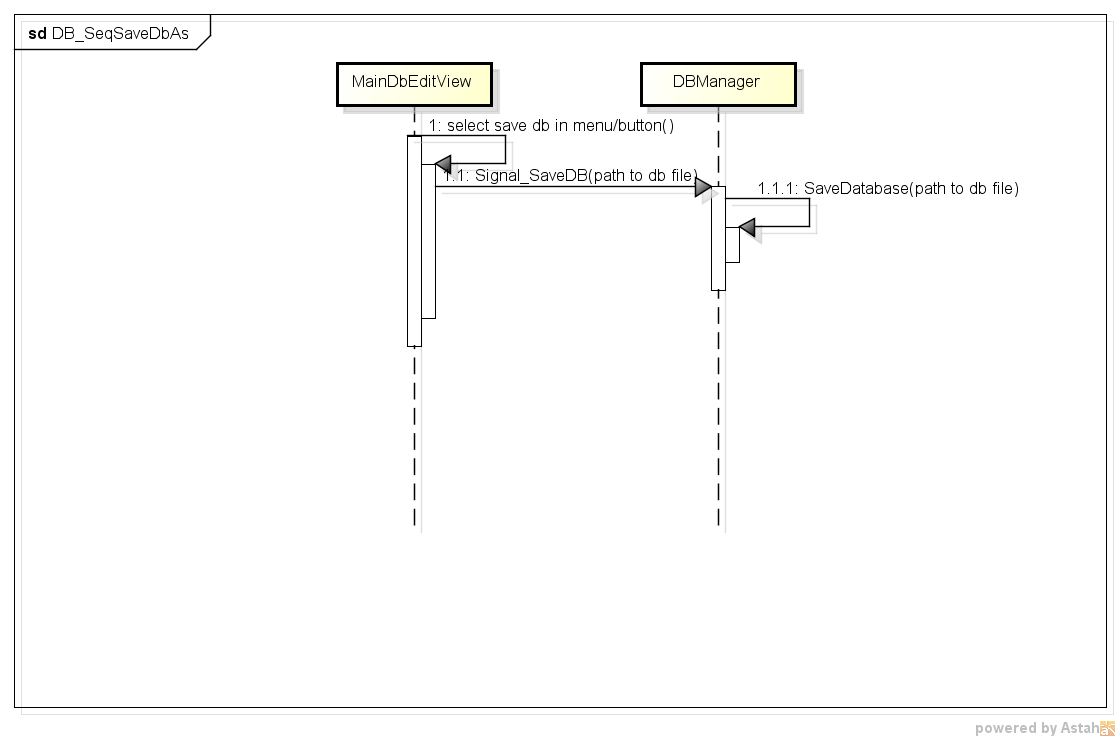 sd DB_SeqSaveDbAs
MainDbEditView
DBManager
1: select save db in menu/button()
1.1: Signal_SaveDB(path to db file)
1.1.1: SaveDatabase(path to db file)
powered by Astah